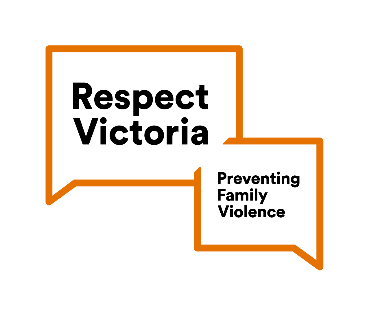 Respect
Victoria
Preventing
Family
Violence